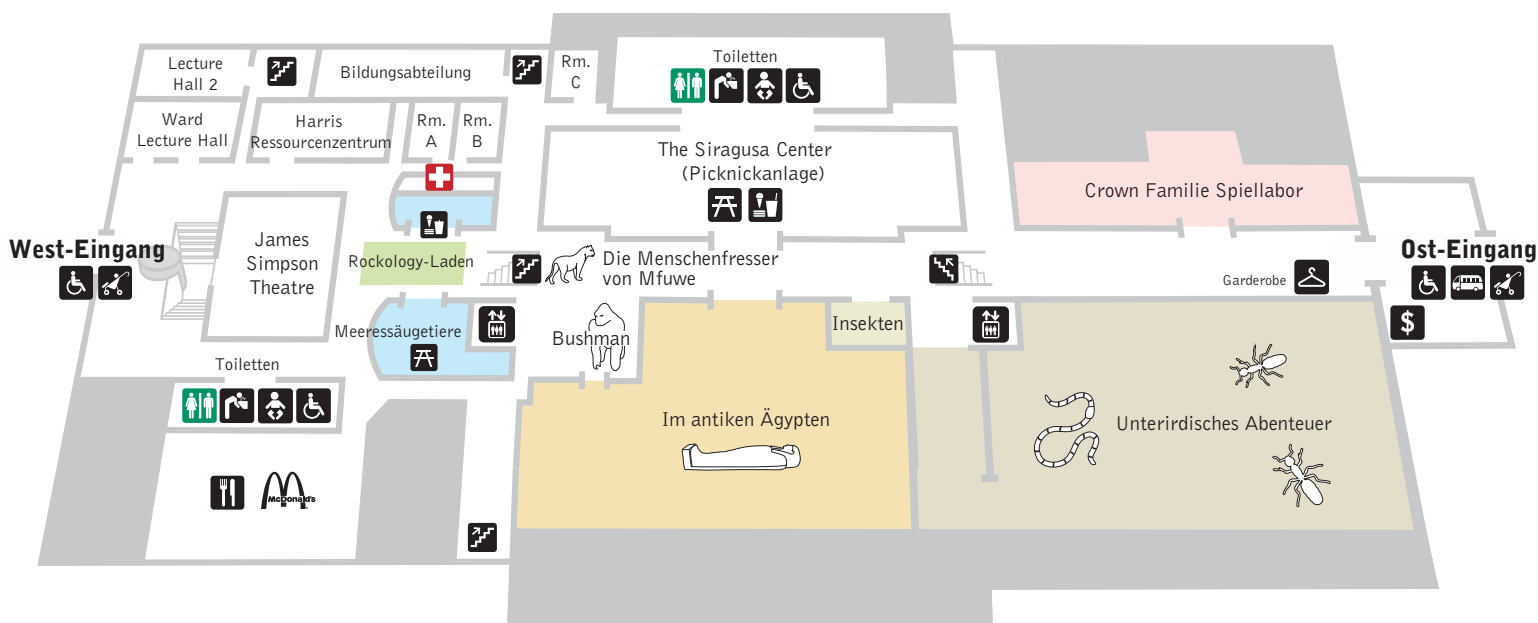 Lecture
Hall 2
Bildungsabteilung
Rm.
C
Toiletten
Ward
Lecture Hall
Harris
Ressourcenzentrum
Rm.
A
Rm.
B
The Siragusa Center
(Picknickanlage)
Crown Familie Spiellabor
West-Eingang
James
Simpson
Theatre
Rockology-Laden
Die Menschenfresser
von Mfuwe
Garderobe
Ost-Eingang
$
Meeressäugetiere
Bushman
Insekten
Toiletten
Im antiken Ägypten
Unterirdisches Abenteuer
McDonald's